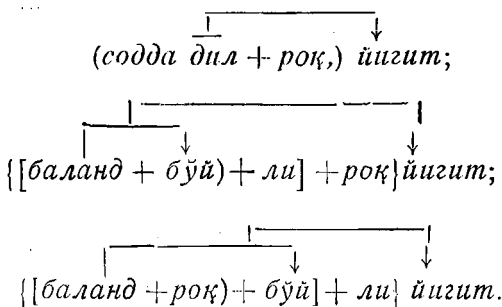 ...
(содда дил + роқ,) йигит;
{[баланд + бўй)+ ли] +роқ}йигит;
{[баланд +роқ) + бўй] + ли} йигит.